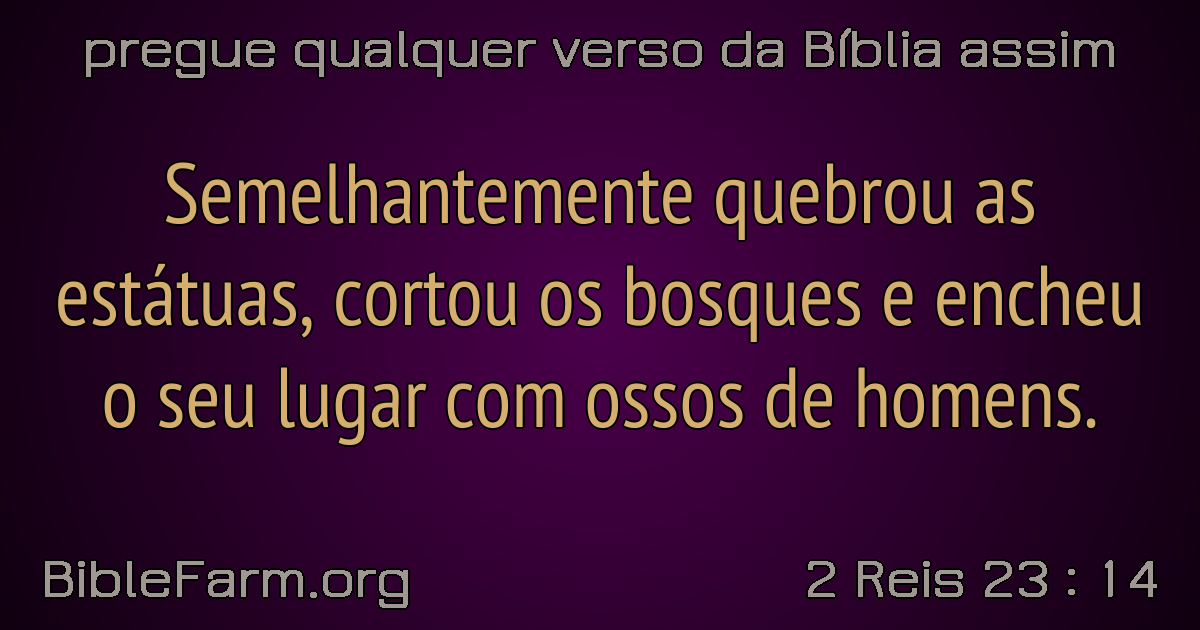 pregue qualquer verso da Bíblia assim
Semelhantemente quebrou as
estátuas, cortou os bosques e encheu
o seu lugar com ossos de homens.
BibleFarm.org
2 Reis 23 : 14